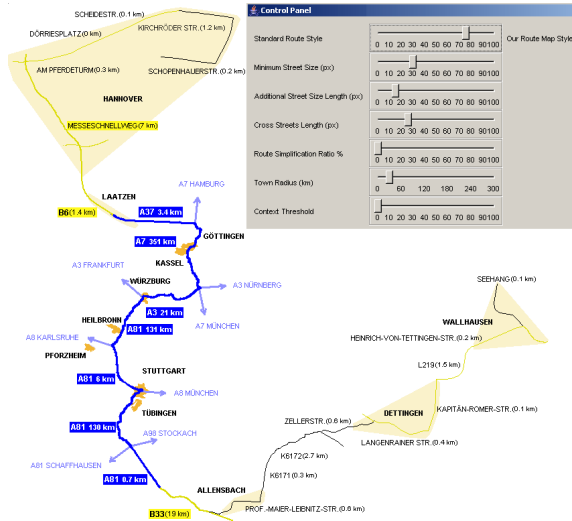 SCHEIDESTR.(0.1 km)
KIRCHRÖDER STR.(1.2 km)
DÖRRIESPLATZ(0 km)
AM PFERDETURM(0.3 km)
SCHOPENHAUERSTR.(0.2 km)
HANNOVER
MESSESCHNELLWEG(7 km)
LAATZEN
B6(1.4 km)
A37 3.4 km
A7 HAMBURG
A7 351 km
GÖTTINGEN
KASSEL
A3 FRANKFURT
WÜRZBURG
A3 NÜRNBERG
A3 21 km
A7 MÜNCHEN
HEILBRONN
A81 131 km
A8 KARLSRUHE
PFORZHEIM
STUTTGART
A81 6 km
A8 MÜNCHEN
TÜBINGEN
A81 130 km
A98 STOCKACH
A81 SCHAFFHAUSEN
A81 0.7 km
B33(19 km)
ALLENSBACH
PROF.-MAIER-LEIBNITZ-STR.(0.6 km)
K6171(0.3 km)
K6172(2.7 km)
ZELLERSTR.(0.6 km)
LANGENRAINER STR.(0.4 km)
DETTINGEN
KAPITÄN-ROMER-STR.(0.1 km)
L219(1.5 km)
HEINRICH-VON-TETTINGEN-STR.(0.2 km)
WALLHAUSEN
SEEHANG(0.1 km)
Control Panel
Standard Route Style
0 10 20 30 40 50 60 70 80 90100
Our Route Map Style
Minimum Street Size (px)
0 10 20 30 40 50 60 70 80 90100
Additional Street Size Length (px)
0 10 20 30 40 50 60 70 80 90100
Cross Streets Length (px)
0 10 20 30 40 50 60 70 80 90100
Route Simplification Ratio %
0 10 20 30 40 50 60 70 80 90100
Town Radius (km)
0 60 120 180 240 300
Context Threshold
0 10 20 30 40 50 60 70 80 90100